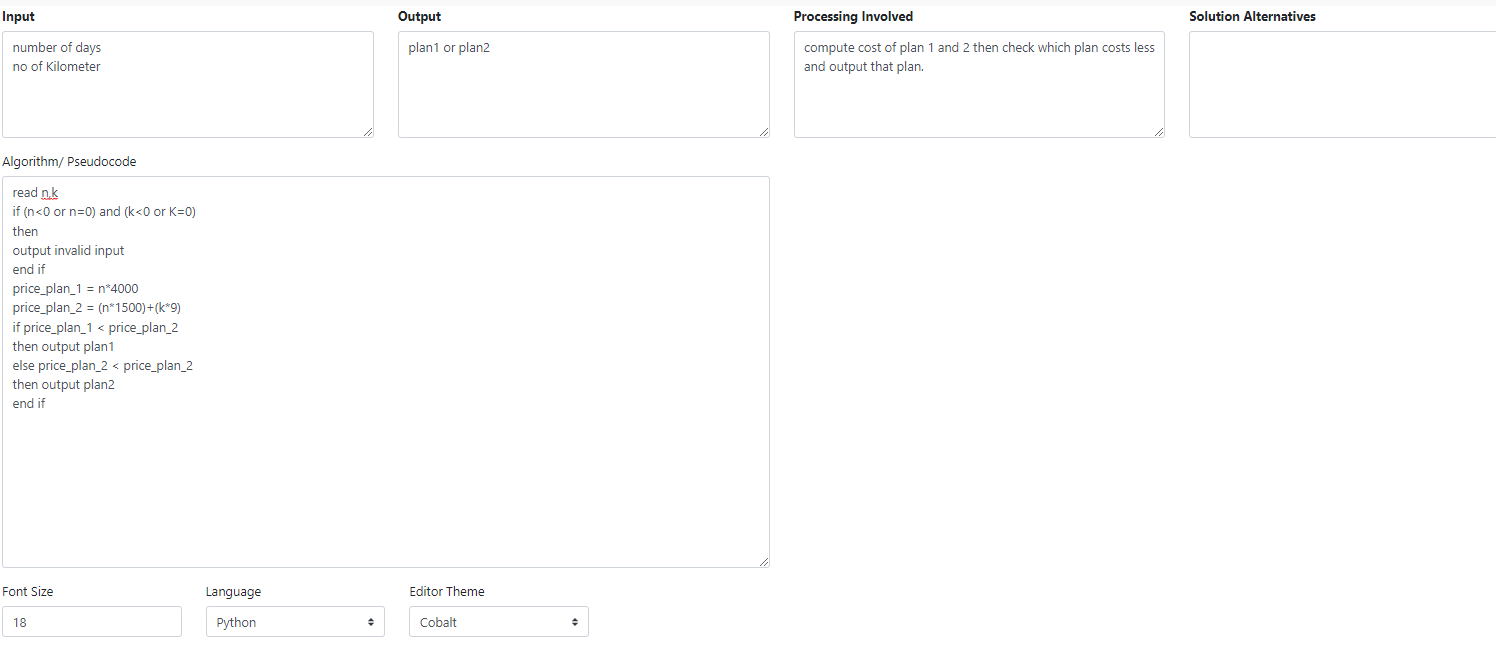 Input
number of days
no of Kilometer
Output
plan1 or plan2
Processing Involved
compute cost of plan 1 and 2 then check which plan costs less
and output that plan.
Solution Alternatives
Algorithm/ Pseudocode
read n,k
if (n<0 or n=0) and (k<0 or K=0)
then
output invalid input
end if
price_plan_1 = n*4000
price_plan_2 = (n*1500)+(k*9)
if price_plan_1 < price_plan_2
then output plan1
else price_plan_2 < price_plan_2
then output plan2
end if
Font Size
18
Language
Python
Editor Theme
Cobalt